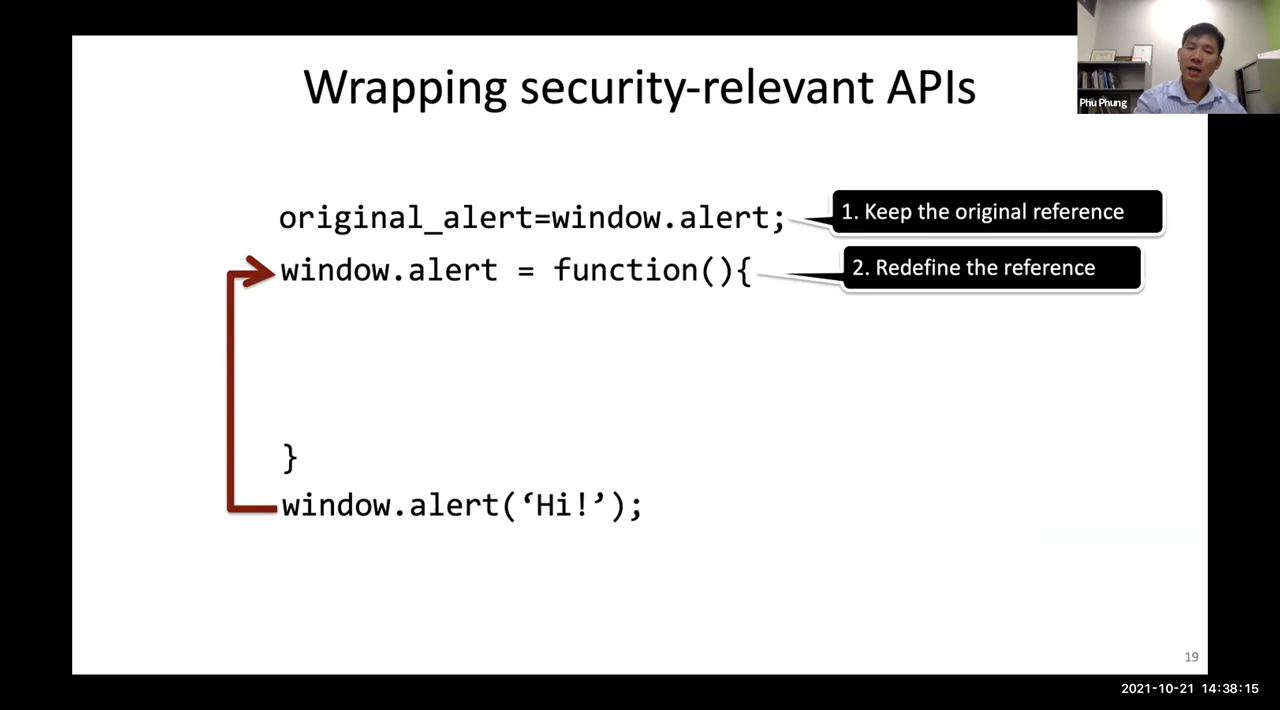 Wrapping security-relevant APIs
Phu Phung
original_alert=window.alert;
1. Keep the original reference
window.alert = function(){
2. Redefine the reference
}
window.alert(‘Hi!’);
19
2021-10-21 14:38:15